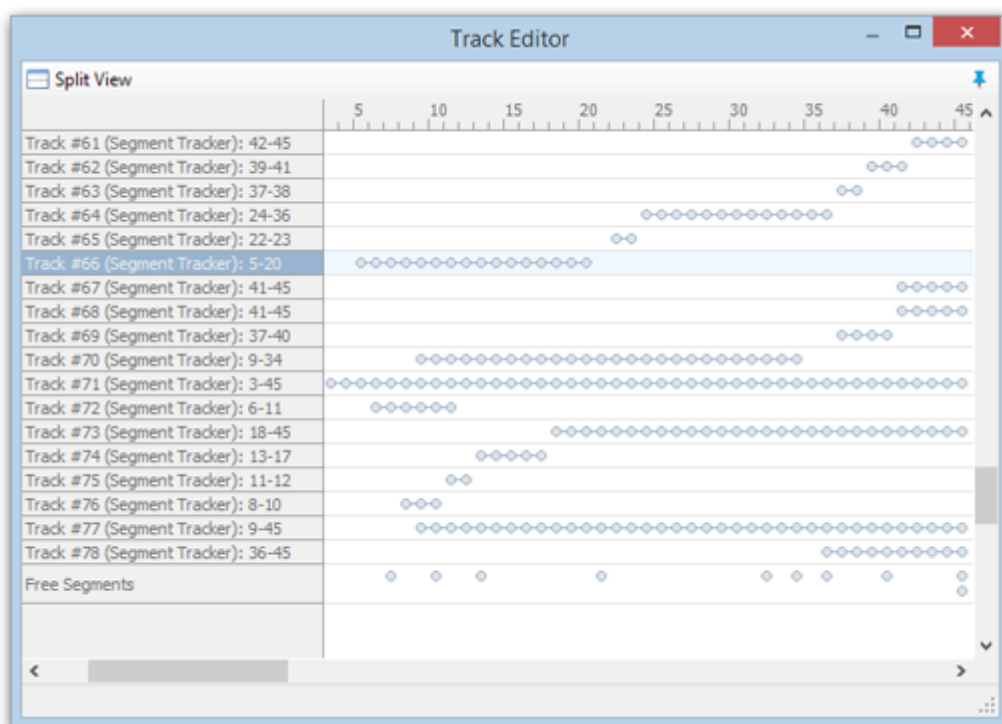 Track Editor
Split View
5 10 15 20 25 30 35 40 45
Track #61 (Segment Tracker): 42-45
Track #62 (Segment Tracker): 39-41
Track #63 (Segment Tracker): 37-38
Track #64 (Segment Tracker): 24-36
Track #65 (Segment Tracker): 22-23
Track #66 (Segment Tracker): 5-20
Track #67 (Segment Tracker): 41-45
Track #68 (Segment Tracker): 41-45
Track #69 (Segment Tracker): 37-40
Track #70 (Segment Tracker): 9-34
Track #71 (Segment Tracker): 3-45
Track #72 (Segment Tracker): 6-11
Track #73 (Segment Tracker): 18-45
Track #74 (Segment Tracker): 13-17
Track #75 (Segment Tracker): 11-12
Track #76 (Segment Tracker): 8-10
Track #77 (Segment Tracker): 9-45
Track #78 (Segment Tracker): 36-45
Free Segments